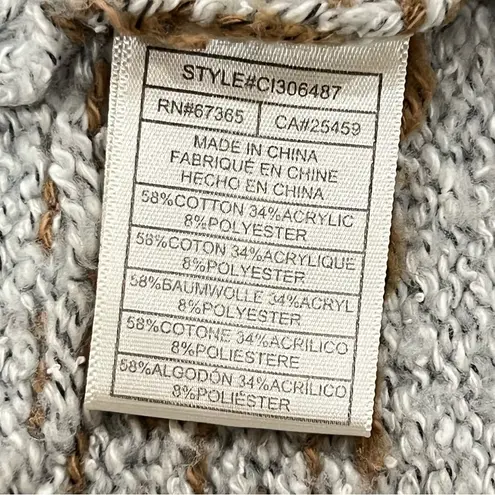 STYLE#CI306487
RN#67365 CA#25459
MADE IN CHINA
FABRIQUÉ EN CHINE
HECHO EN CHINA
58%COTTON 34%ACRYLIC
8%POLYESTER
58%COTON 34%ACRYLIQUE
8%POLYESTER
58%BAUMWOLLE 34%ACRYL
8%POLYESTER
58%COTONE 34%ACRILICO
8%POLIESTERE
58%ALGODÓN 34%ACRÍLICO
8%POLIÉSTER